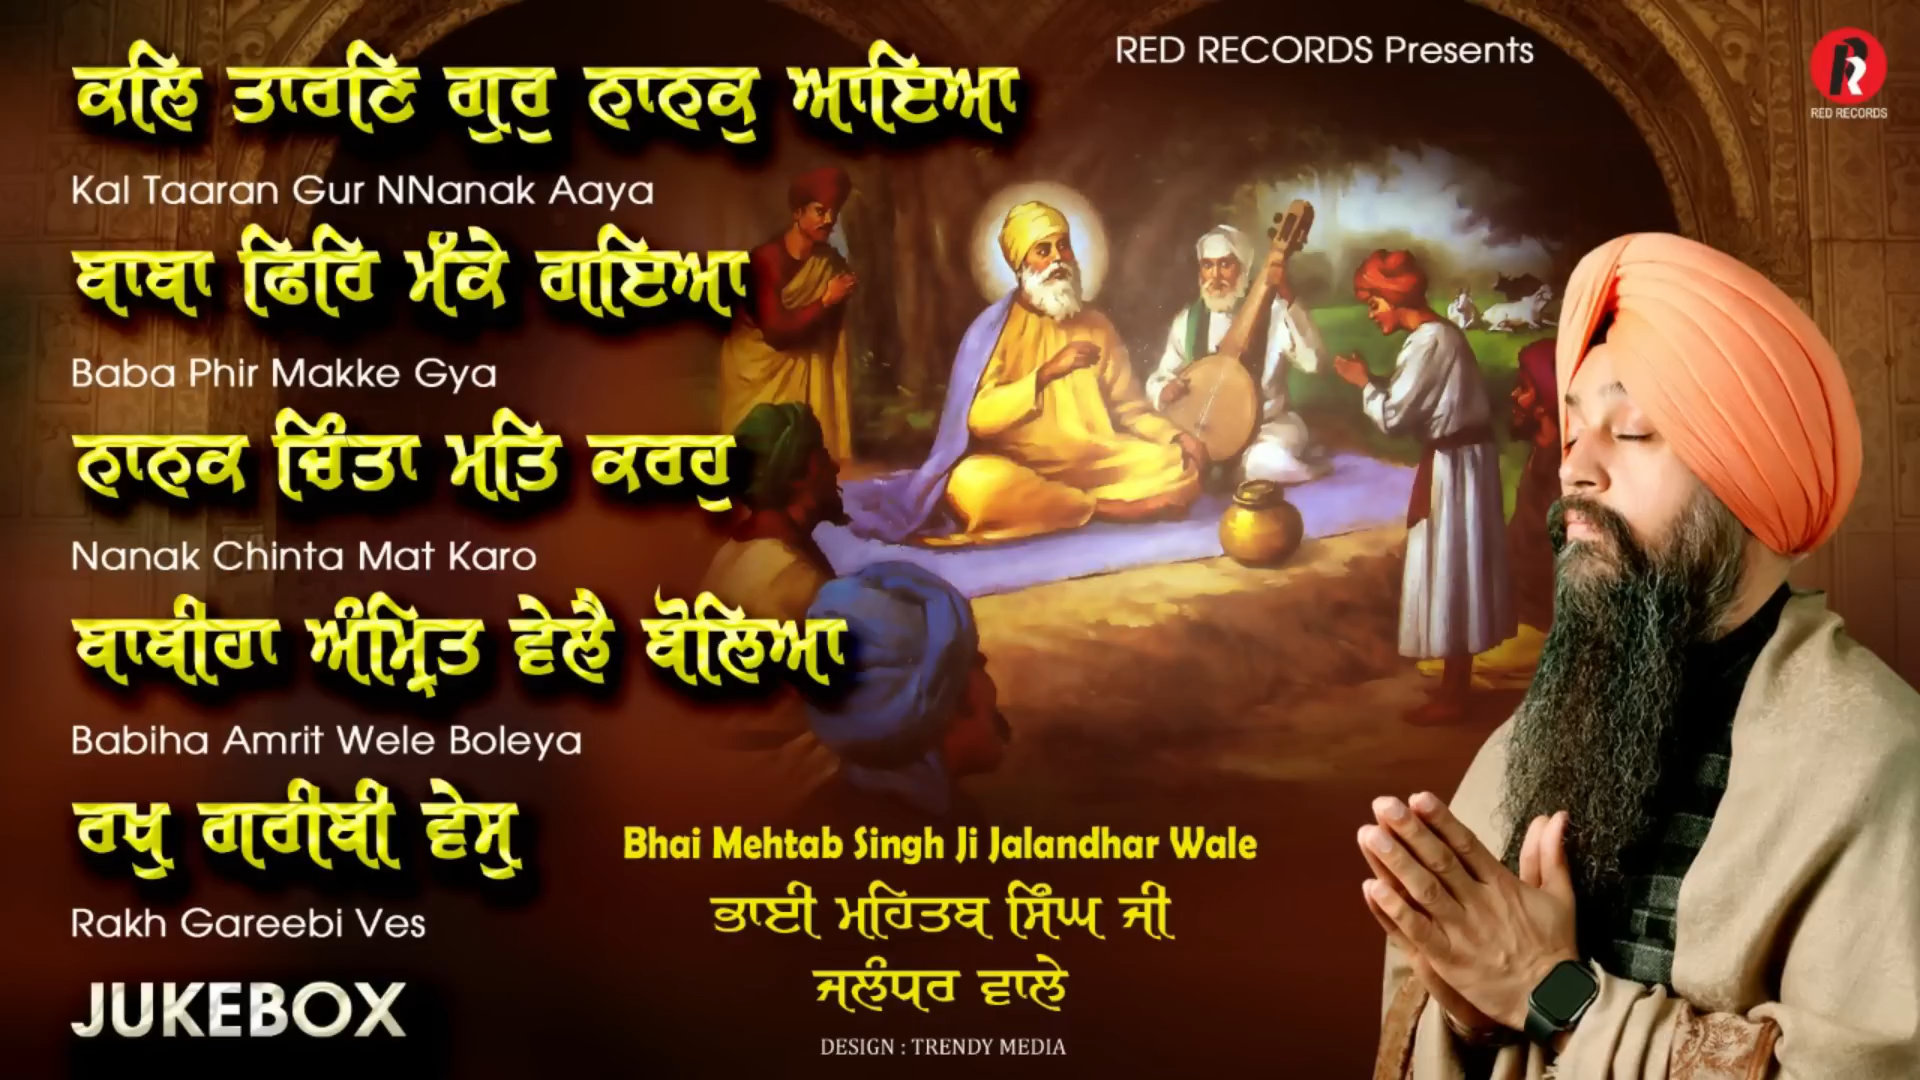 RED RECORDS Presents
RED RECORDS
ਕਲਿ ਤਾਰਣਿ ਗੁਰੁ ਨਾਨਕੁ ਆਇਆ
Kal Taaran Gur NNanak Aaya
ਬਾਬਾ ਫਿਰਿ ਮੱਕੇ ਗਇਆ
Baba Phir Makke Gya
ਨਾਨਕ ਚਿੰਤਾ ਮਤਿ ਕਰਹੁ
Nanak Chinta Mat Karo
ਬਾਬੀਹਾ ਅੰਮ੍ਰਿਤ ਵੇਲੈ ਬੋਲਿਆ
Babiha Amrit Wele Boleya
ਰਖੁ ਗਰੀਬੀ ਵੇਸੁ
Rakh Gareebi Ves
JUKEBOX
Bhai Mehtab Singh Ji Jalandhar Wale
ਭਾਈ ਮਹਿਤਬ ਸਿੰਘ ਜੀ
ਜਲੰਧਰ ਵਾਲੇ
DESIGN : TRENDY MEDIA